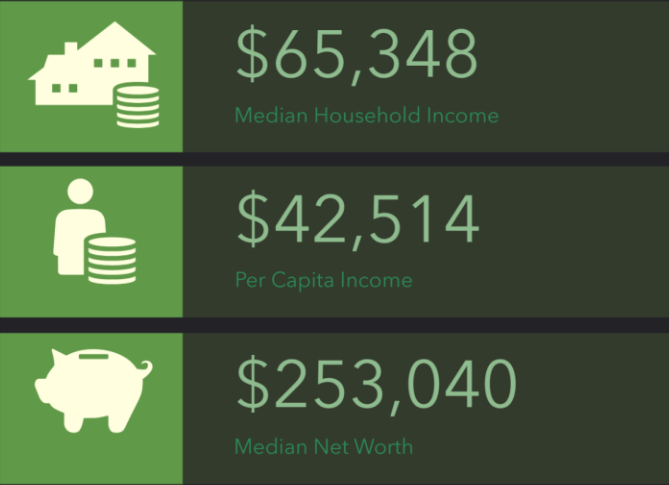 $65,348
Median Household Income
$42,514
Per Capita Income
$253,040
Median Net Worth